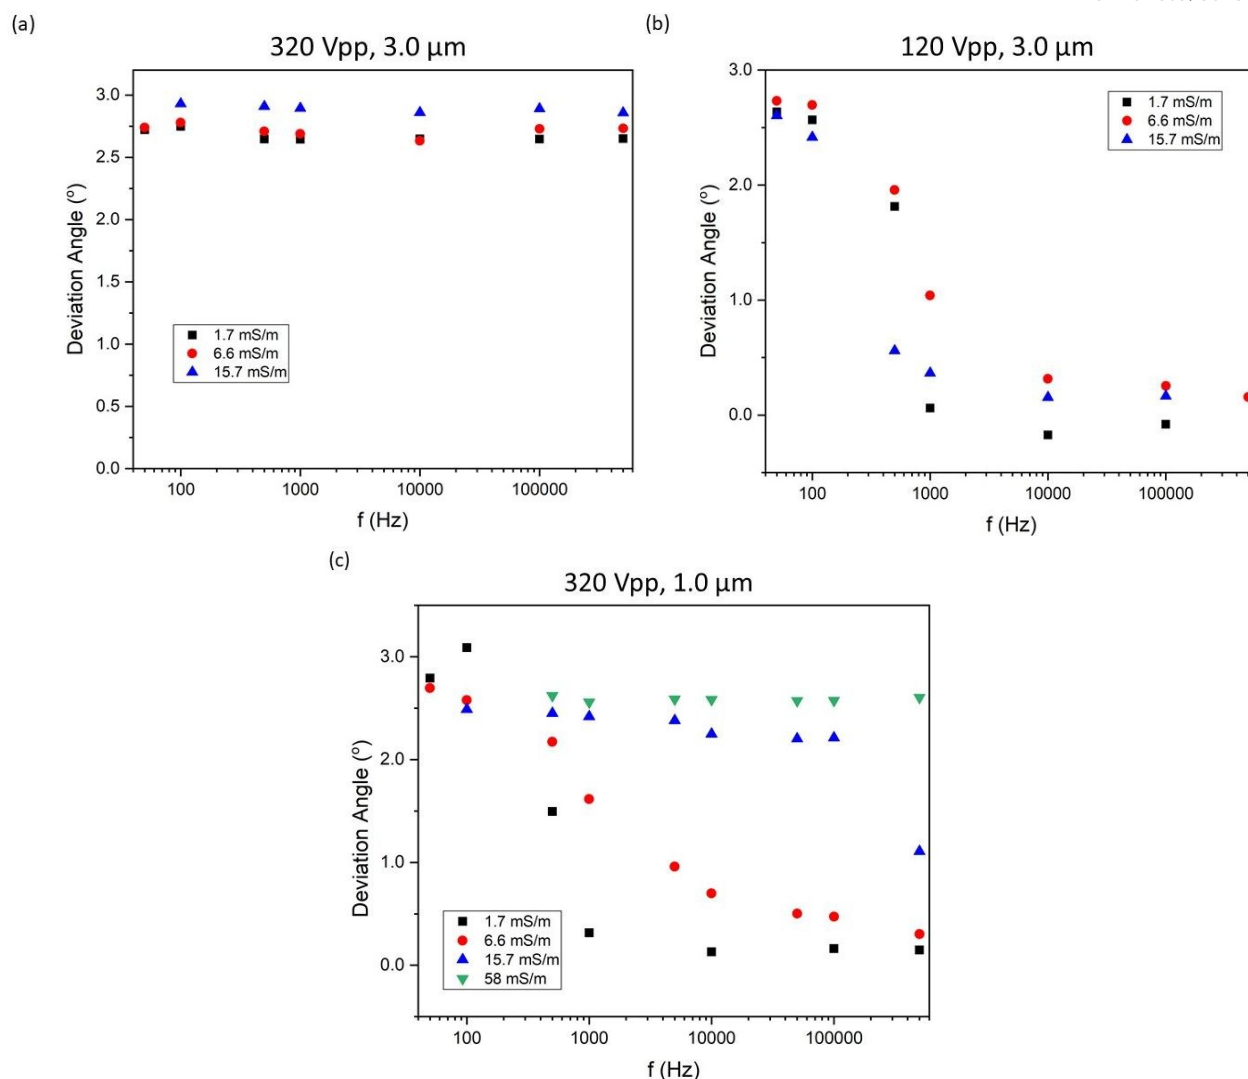 (a)
320 Vpp, 3.0 μm
3.0
2.5
2.0
1.5
1.0
0.5
0.0
Deviation Angle (°)
1.7 mS/m
6.6 mS/m
15.7 mS/m
100 1000 10000 100000
f (Hz)
(b)
120 Vpp, 3.0 μm
3.0
2.0
1.0
0.0
Deviation Angle (°)
1.7 mS/m
6.6 mS/m
15.7 mS/m
100 1000 10000 100000
f (Hz)
(c)
320 Vpp, 1.0 μm
3.0
2.0
1.0
0.0
Deviation Angle (°)
1.7 mS/m
6.6 mS/m
15.7 mS/m
58 mS/m
100 1000 10000 100000
f (Hz)